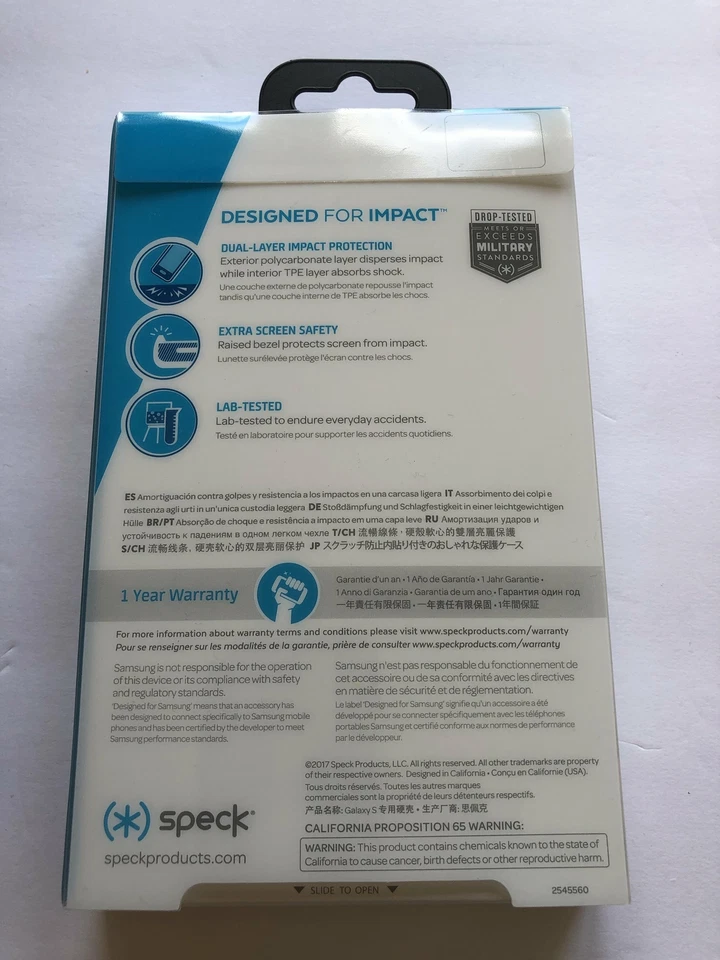 DESIGNED FOR IMPACT™
DROP-TESTED
MEETS OR
EXCEEDS
MILITARY
STANDARDS
DUAL-LAYER IMPACT PROTECTION
Exterior polycarbonate layer disperses impact
while interior TPE layer absorbs shock.
Une couche externe de polycarbonate repousse l'impact
tandis qu'une couche interne de TPE absorbe les chocs.
EXTRA SCREEN SAFETY
Raised bezel protects screen from impact.
Lunette surélevée protège l'écran contre les chocs.
LAB-TESTED
Lab-tested to endure everyday accidents.
Testé en laboratoire pour supporter les accidents quotidiens.
ES Amortiguación contra golpes y resistencia a los impactos en una carcasa ligera IT Assorbimento dei colpi e
resistenza agli urti in un'unica custodia leggera DE Stoßdämpfung und Schlagfestigkeit in einer leichtgewichtigen
Hülle BR/PT Absorção de choque e resistência a impacto em uma capa leve RU Амортизация ударов и
устойчивость к падениям в одном легком чехле T/CH 流暢線條，硬殼軟心的雙層亮麗保護
S/CH 流畅线条，硬壳软心的双层亮丽保护 JP スクラッチ防止内貼り付きのおしゃれな保護ケース
1 Year Warranty
Garantie d'un an • 1 Año de Garantía • 1 Jahr Garantie •
1 Anno di Garanzia • Garantia de um ano • Гарантия один год
一年責任有限保固 • 一年責任有限保固 • 1年間保証
For more information about warranty terms and conditions please visit www.speckproducts.com/warranty
Pour se renseigner sur les modalités de la garantie, prière de consulter www.speckproducts.com/warranty
Samsung is not responsible for the operation
of this device or its compliance with safety
and regulatory standards.
'Designed for Samsung' means that an accessory has
been designed to connect specifically to Samsung mobile
phones and has been certified by the developer to meet
Samsung performance standards.
Samsung n'est pas responsable du fonctionnement de
cet accessoire ou de sa conformité avec les directives
en matière de sécurité et de réglementation.
Le label 'Designed for Samsung' signifie qu'un accessoire a été
développé pour se connecter spécifiquement avec les téléphones
portables Samsung et certifié conforme aux normes de performance
par le développeur.
©2017 Speck Products, LLC. All rights reserved. All other trademarks are property
of their respective owners. Designed in California • Conçu en Californie (USA).
Tous droits réservés. Toutes les autres marques
commerciales sont la propriété de leurs détenteurs respectifs.
产品名称: Galaxy S 专用硬壳 • 生产厂商: 思佩克
CALIFORNIA PROPOSITION 65 WARNING:
WARNING: This product contains chemicals known to the state of
California to cause cancer, birth defects or other reproductive harm.
speck®
speckproducts.com
▼ SLIDE TO OPEN ▼
2545560